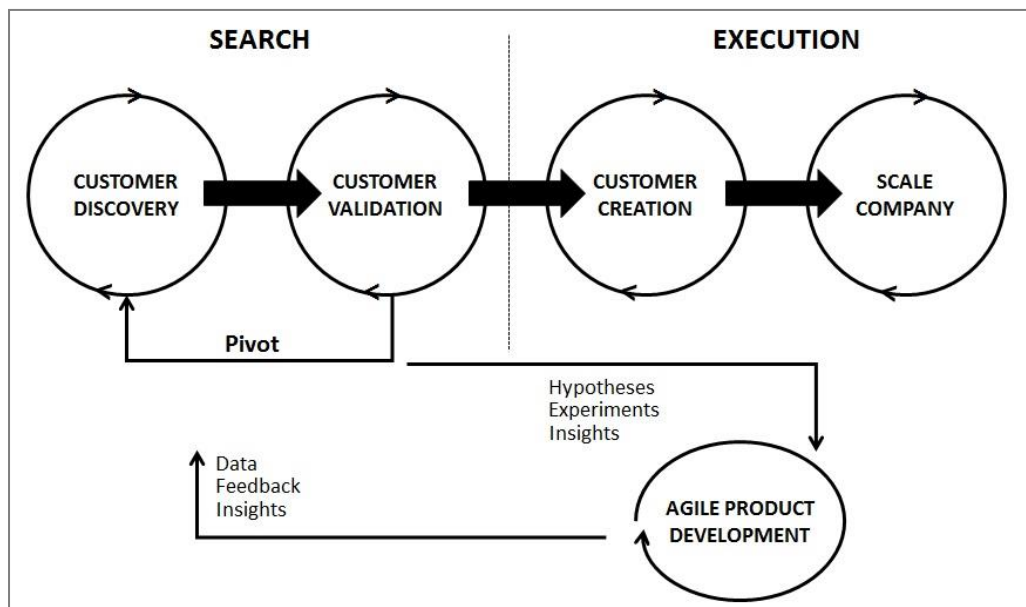 SEARCH
EXECUTION
CUSTOMER
DISCOVERY
CUSTOMER
VALIDATION
CUSTOMER
CREATION
SCALE
COMPANY
Pivot
Hypotheses
Experiments
Insights
Data
Feedback
Insights
AGILE PRODUCT
DEVELOPMENT